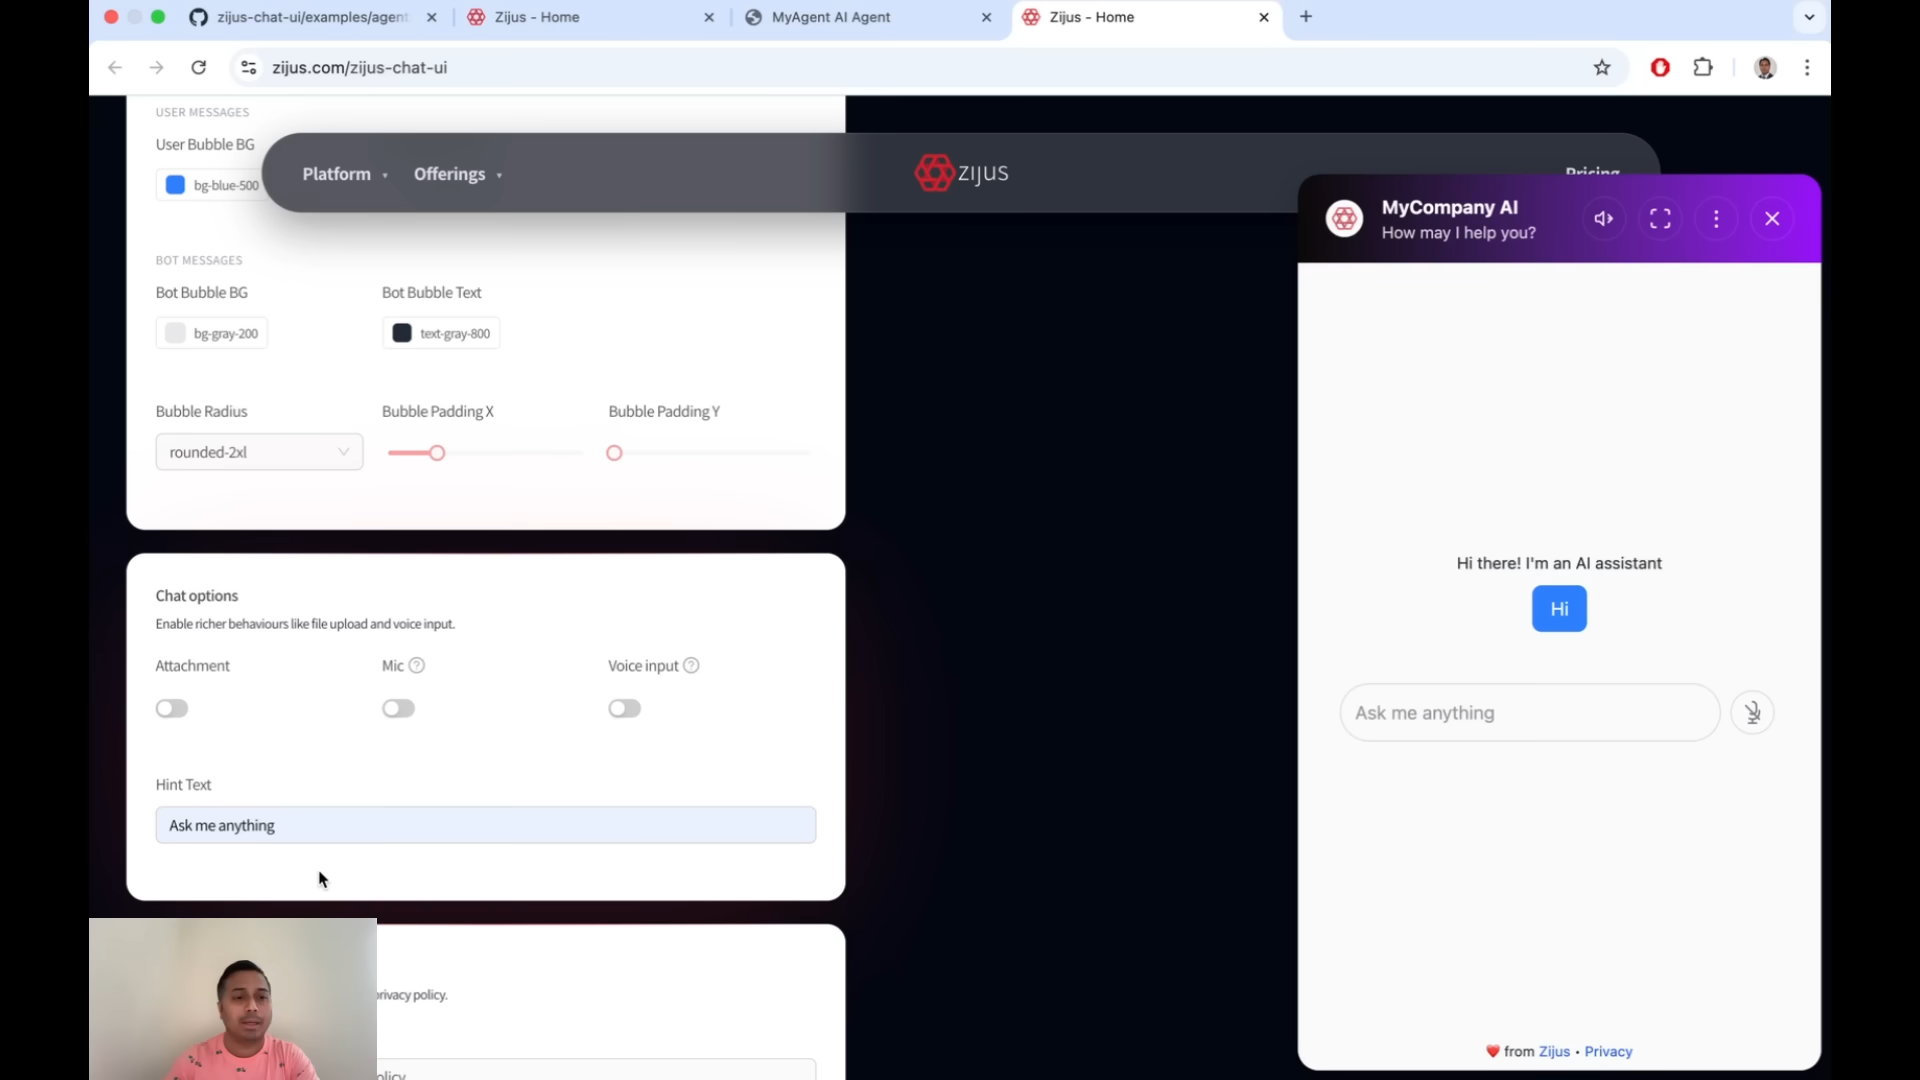 zijus-chat-ui/examples/agent
Zijus - Home
MyAgent AI Agent
Zijus - Home
zijus.com/zijus-chat-ui
USER MESSAGES
User Bubble BG
bg-blue-500
Platform
Offerings
zijus
Pricing
BOT MESSAGES
Bot Bubble BG
Bot Bubble Text
bg-gray-200
text-gray-800
Bubble Radius
Bubble Padding X
Bubble Padding Y
rounded-2xl
Chat options
Enable richer behaviours like file upload and voice input.
Attachment
Mic ?
Voice input ?
Hint Text
Ask me anything
privacy policy.
olicy
MyCompany AI
How may I help you?
Hi there! I'm an AI assistant
Hi
Ask me anything
❤️ from Zijus • Privacy